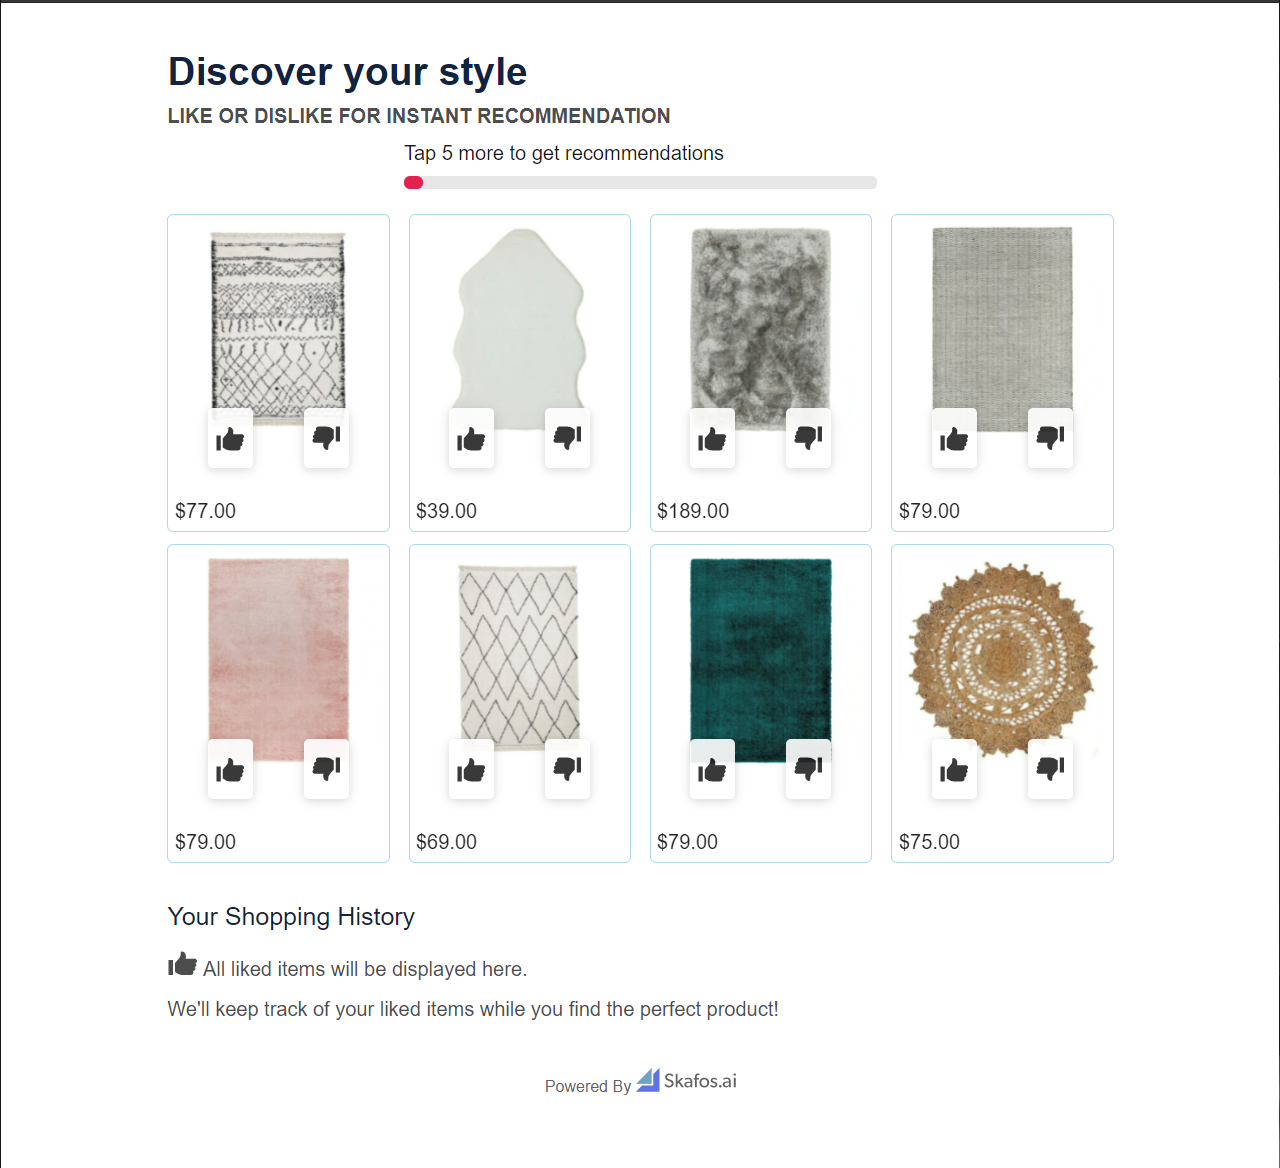 Discover your style
LIKE OR DISLIKE FOR INSTANT RECOMMENDATION
Tap 5 more to get recommendations
$77.00
$39.00
$189.00
$79.00
$79.00
$69.00
$79.00
$75.00
Your Shopping History
All liked items will be displayed here.
We'll keep track of your liked items while you find the perfect product!
Powered By Skafos.ai